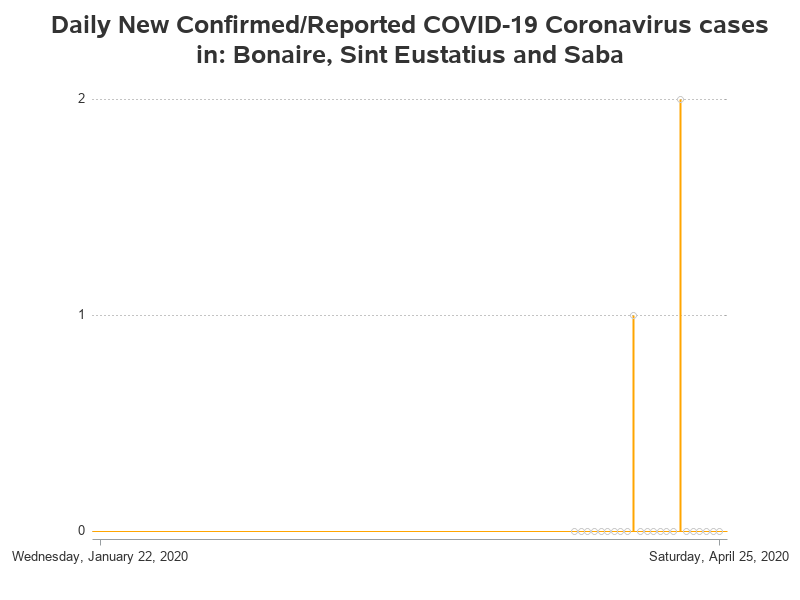 Daily New Confirmed/Reported COVID-19 Coronavirus cases
in: Bonaire, Sint Eustatius and Saba
2
1
0
Wednesday, January 22, 2020
Saturday, April 25, 2020